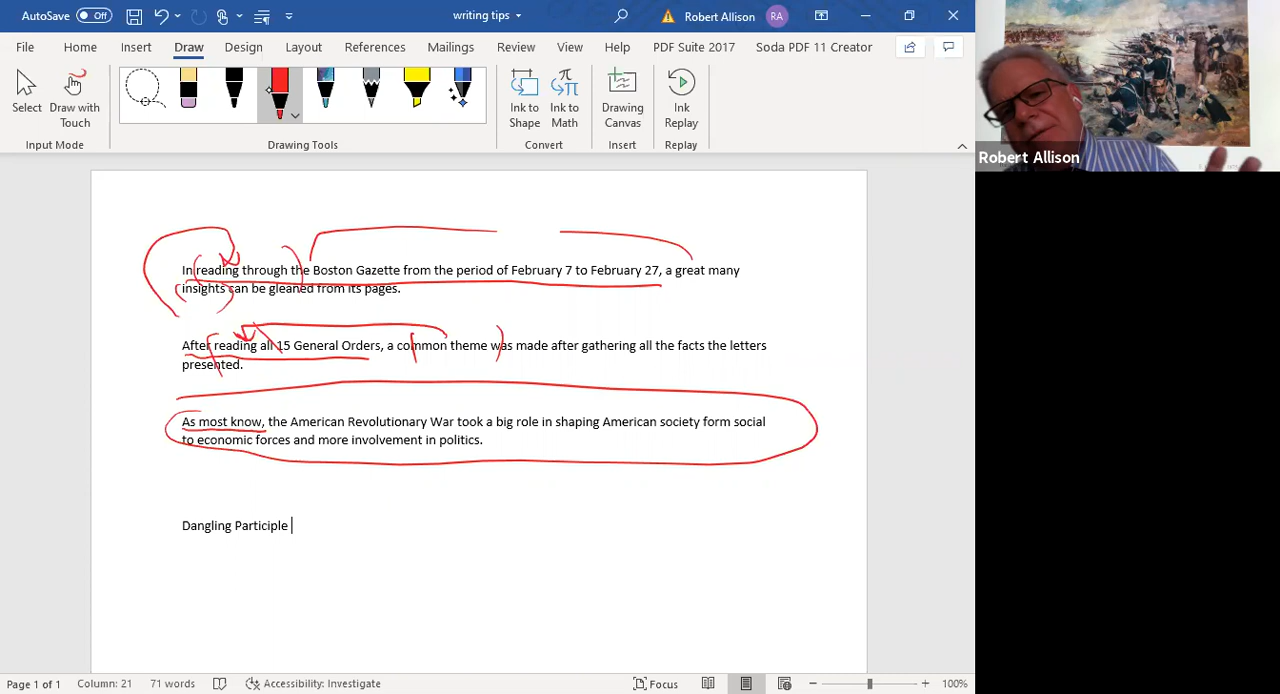 AutoSave Off writing tips Robert Allison RA
File Home Insert Draw Design Layout References Mailings Review View Help PDF Suite 2017 Soda PDF 11 Creator
Select Draw with Touch Ink to Shape Ink to Math Drawing Canvas Ink Replay
Input Mode Drawing Tools Convert Insert Replay
Robert Allison
In reading through the Boston Gazette from the period of February 7 to February 27, a great many
insights can be gleaned from its pages.
After reading all 15 General Orders, a common theme was made after gathering all the facts the letters
presented.
As most know, the American Revolutionary War took a big role in shaping American society form social
to economic forces and more involvement in politics.
Dangling Participle
Page 1 of 1 Column: 21 71 words Accessibility: Investigate Focus 100%